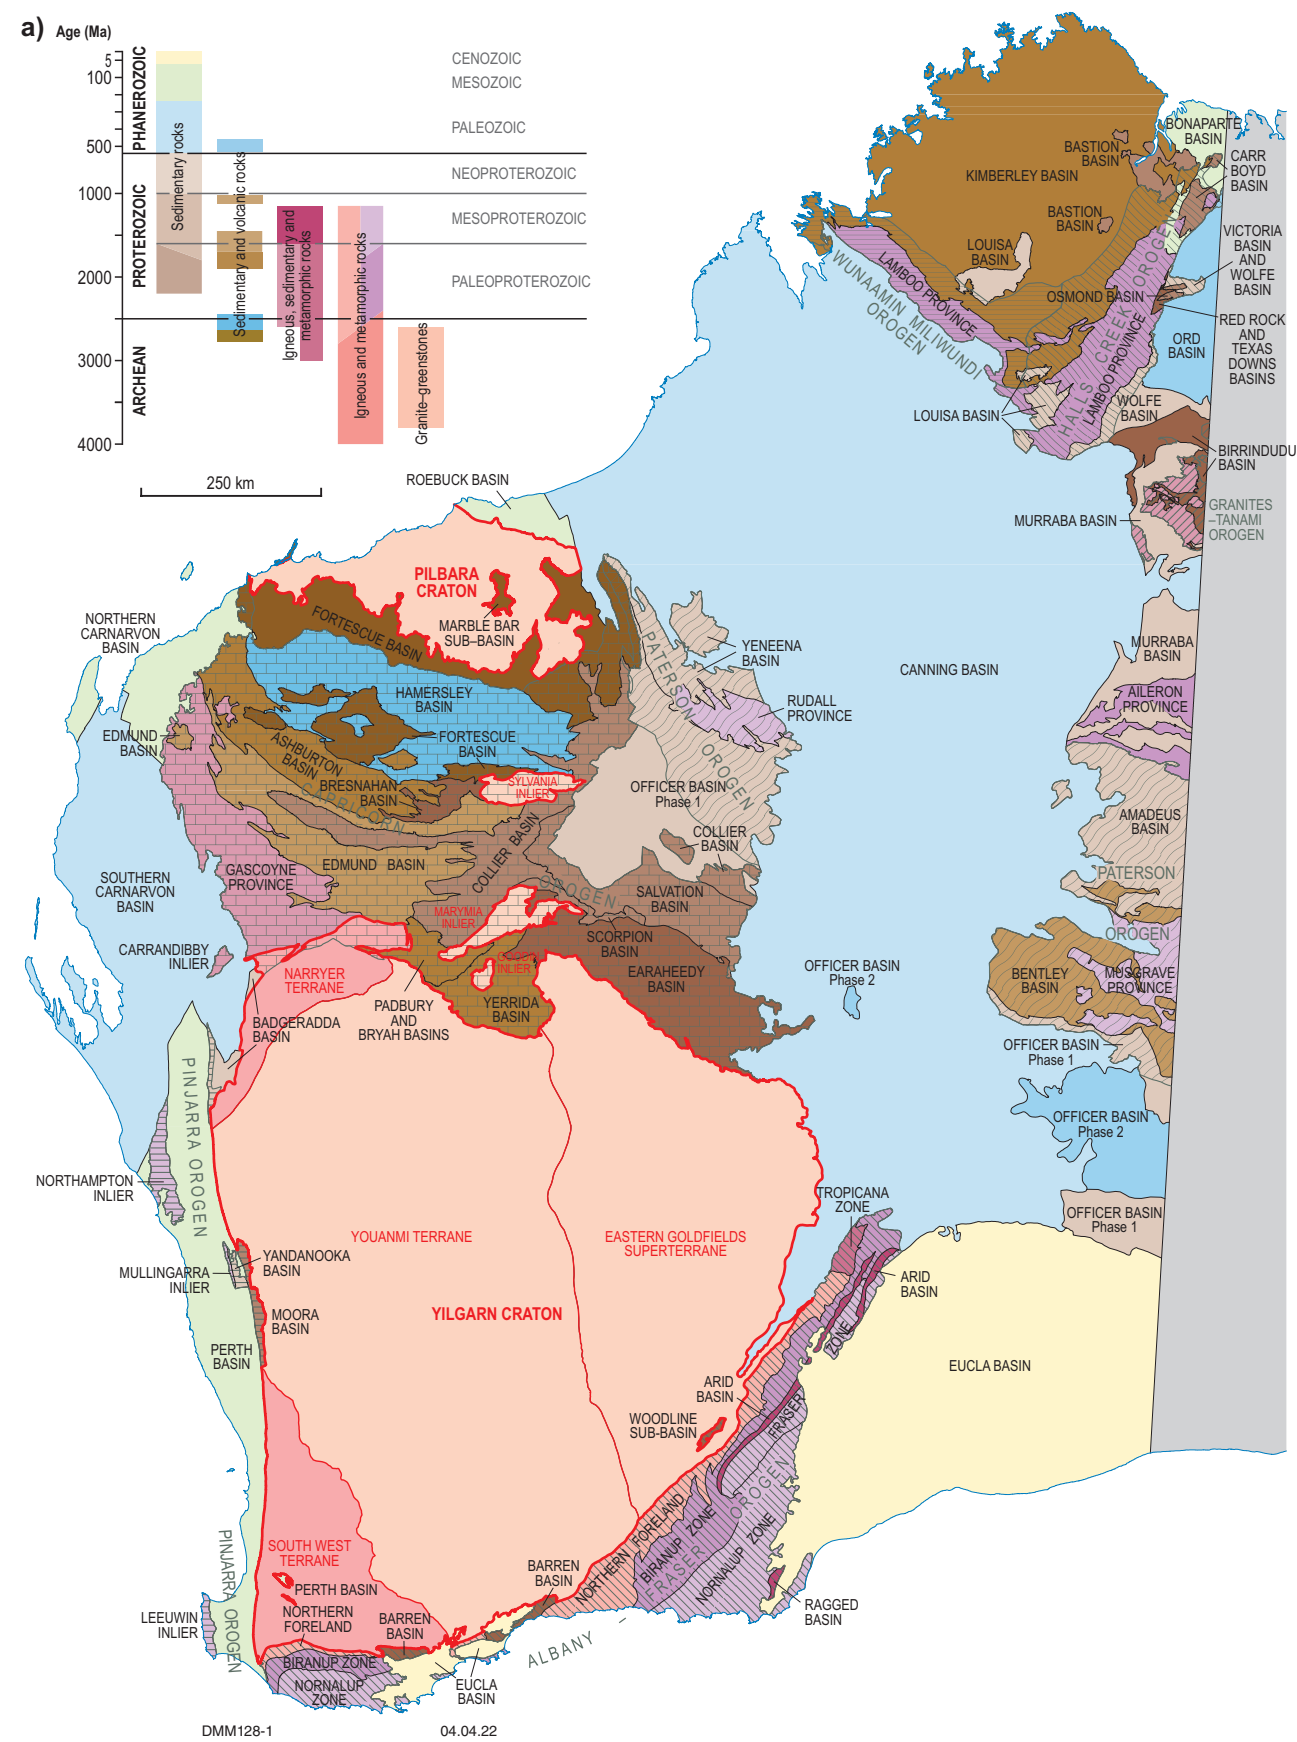 a)
Age (Ma)
5
100
500
1000
2000
3000
4000
PHANEROZOIC
PROTEROZOIC
ARCHEAN
Sedimentary rocks
Sedimentary and volcanic rocks
Igneous, sedimentary and
metamorphic rocks
Igneous and metamorphic rocks
Granite–greenstones
CENOZOIC
MESOZOIC
PALEOZOIC
NEOPROTEROZOIC
MESOPROTEROZOIC
PALEOPROTEROZOIC
250 km
BONAPARTE
BASIN
BASTION
BASIN
CARR
BOYD
BASIN
KIMBERLEY BASIN
BASTION
BASIN
LOUISA
BASIN
VICTORIA
BASIN
AND
WOLFE
BASIN
LAMBOO PROVINCE
WUNAAMIN MILIWUNDI
OROGEN
OSMOND BASIN
HALLS CREEK OROGEN
LAMBOO PROVINCE
ORD
BASIN
RED ROCK
AND
TEXAS
DOWNS
BASINS
LOUISA BASIN
WOLFE
BASIN
BIRRINDUDU
BASIN
MURRABA BASIN
GRANITES
–TANAMI
OROGEN
ROEBUCK BASIN
PILBARA
CRATON
MARBLE BAR
SUB–BASIN
FORTESCUE BASIN
NORTHERN
CARNARVON
BASIN
HAMERSLEY
BASIN
FORTESCUE
BASIN
EDMUND
BASIN
ASHBURTON
BASIN
BRESNAHAN
BASIN
SYLVANIA
INLIER
CAPRICORN
OROGEN
PATERSON
OROGEN
YENEENA
BASIN
RUDALL
PROVINCE
CANNING BASIN
MURRABA
BASIN
AILERON
PROVINCE
OFFICER BASIN
Phase 1
COLLIER
BASIN
COLLIER BASIN
EDMUND BASIN
GASCOYNE
PROVINCE
SOUTHERN
CARNARVON
BASIN
SALVATION
BASIN
AMADEUS
BASIN
PATERSON
OROGEN
MARYMIA
INLIER
SCORPION
BASIN
CARRANDIBBY
INLIER
NARRYER
TERRANE
INLIER
EARAHEEDY
BASIN
OFFICER BASIN
Phase 2
BENTLEY
BASIN
MUSGRAVE
PROVINCE
PADBURY
AND
BRYAH BASINS
YERRIDA
BASIN
BADGERADDA
BASIN
OFFICER BASIN
Phase 1
OFFICER BASIN
Phase 2
PINJARRA OROGEN
NORTHAMPTON
INLIER
TROPICANA
ZONE
OFFICER BASIN
Phase 1
YOUANMI TERRANE
EASTERN GOLDFIELDS
SUPERTERRANE
YANDANOOKA
BASIN
MULLINGARRA
INLIER
ARID
BASIN
MOORA
BASIN
YILGARN CRATON
PERTH
BASIN
ZONE
EUCLA BASIN
ARID
BASIN
FRASER
WOODLINE
SUB-BASIN
SOUTH WEST
TERRANE
PERTH BASIN
NORTHERN
FORELAND
BARREN
BASIN
BARREN
BASIN
NORTHERN FORELAND
BIRANUP ZONE
FRASER OROGEN
NORNALUP ZONE
RAGGED
BASIN
LEEUWIN
INLIER
PINJARRA OROGEN
BIRANUP ZONE
NORNALUP
ZONE
ALBANY –
EUCLA
BASIN
DMM128-1
04.04.22